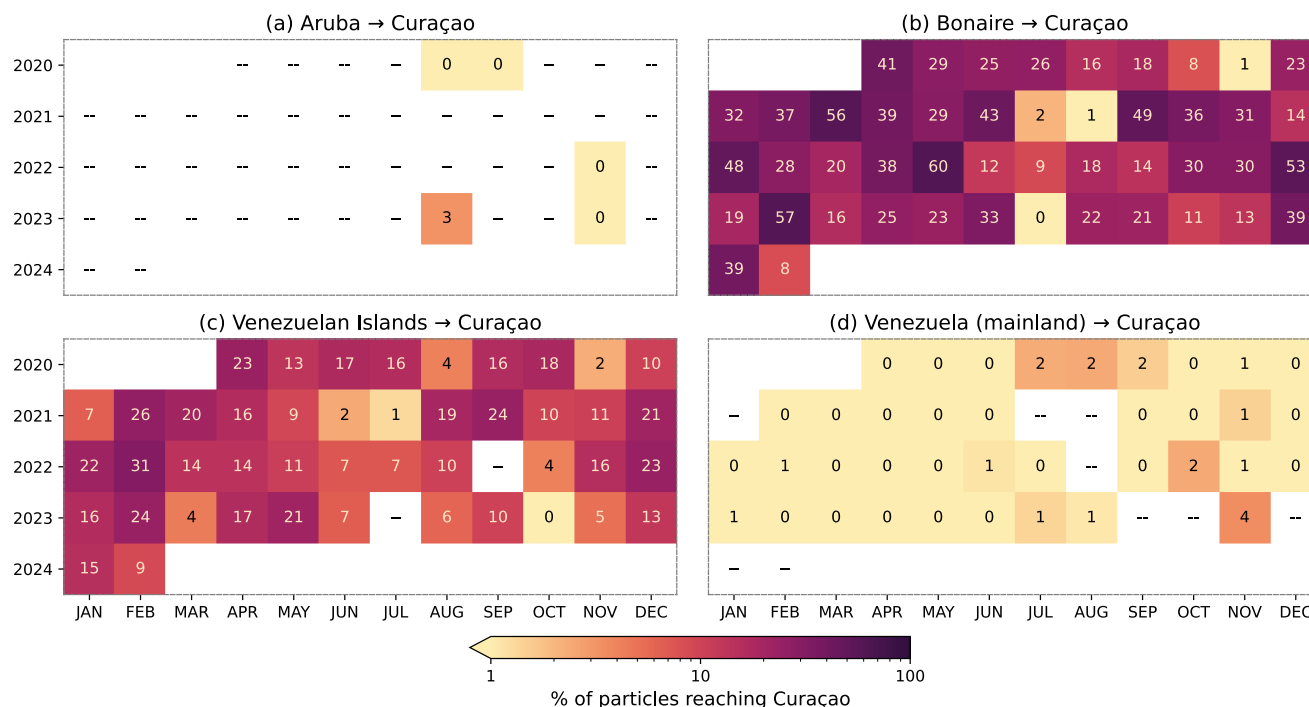 (a) Aruba → Curaçao
(b) Bonaire → Curaçao
2020 -- -- -- — 0 0 — — --
41 29 25 26 16 18 8 1 23
2021 -- -- -- -- -- — — — — — — --
32 37 56 39 29 43 2 1 49 36 31 14
2022 -- -- -- -- -- -- — — — — 0 --
48 28 20 38 60 12 9 18 14 30 30 53
2023 -- -- -- -- -- -- — 3 — — 0 --
19 57 16 25 23 33 0 22 21 11 13 39
2024 -- --
39 8
(c) Venezuelan Islands → Curaçao
(d) Venezuela (mainland) → Curaçao
2020 23 13 17 16 4 16 18 2 10
0 0 0 2 2 2 0 1 0
2021 7 26 20 16 9 2 1 19 24 10 11 21
— 0 0 0 0 0 -- -- 0 0 1 0
2022 22 31 14 14 11 7 7 10 — 4 16 23
0 1 0 0 0 1 0 -- 0 2 1 0
2023 16 24 4 17 21 7 — 6 10 0 5 13
1 0 0 0 0 0 1 1 -- -- 4 --
2024 15 9
— —
JAN FEB MAR APR MAY JUN JUL AUG SEP OCT NOV DEC
JAN FEB MAR APR MAY JUN JUL AUG SEP OCT NOV DEC
1 10 100
% of particles reaching Curaçao